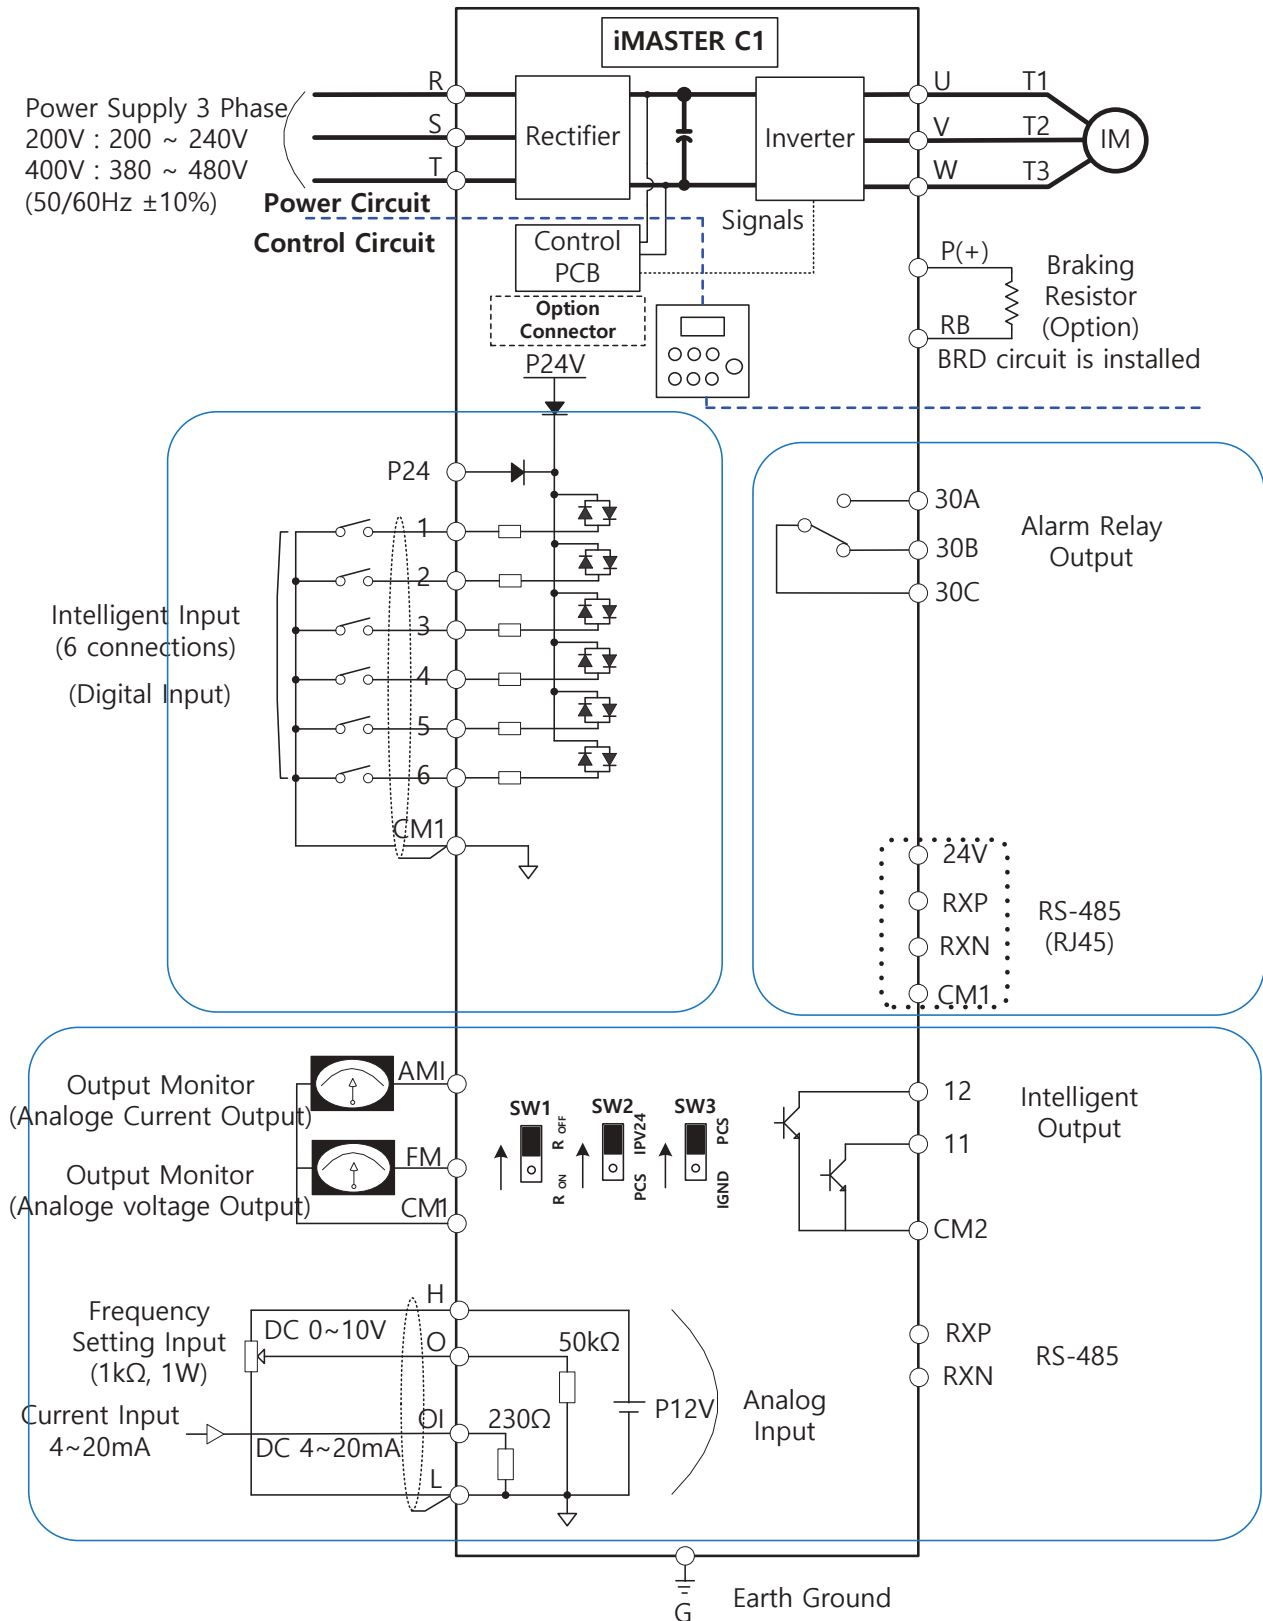 iMASTER C1
Power Supply 3 Phase
200V : 200 ~ 240V
400V : 380 ~ 480V
(50/60Hz ±10%)
R
S
T
Rectifier
Inverter
U
V
W
T1
T2
T3
IM
Power Circuit
Control Circuit
Signals
Control
PCB
Option
Connector
P(+)
RB
Braking
Resistor
(Option)
BRD circuit is installed
P24V
P24
1
2
3
4
5
6
CM1
Intelligent Input
(6 connections)
(Digital Input)
30A
30B
30C
Alarm Relay
Output
24V
RXP
RXN
CM1
RS-485
(RJ45)
Output Monitor
(Analoge Current Output)
AMI
Output Monitor
(Analoge voltage Output)
FM
CM1
SW1
R OFF
R ON
SW2
IPV24
PCS
SW3
PCS
IGND
12
11
CM2
Intelligent
Output
Frequency
Setting Input
(1kΩ, 1W)
DC 0~10V
H
O
50kΩ
Current Input
4~20mA
DC 4~20mA
OI
230Ω
L
P12V
Analog
Input
RXP
RXN
RS-485
G
Earth Ground